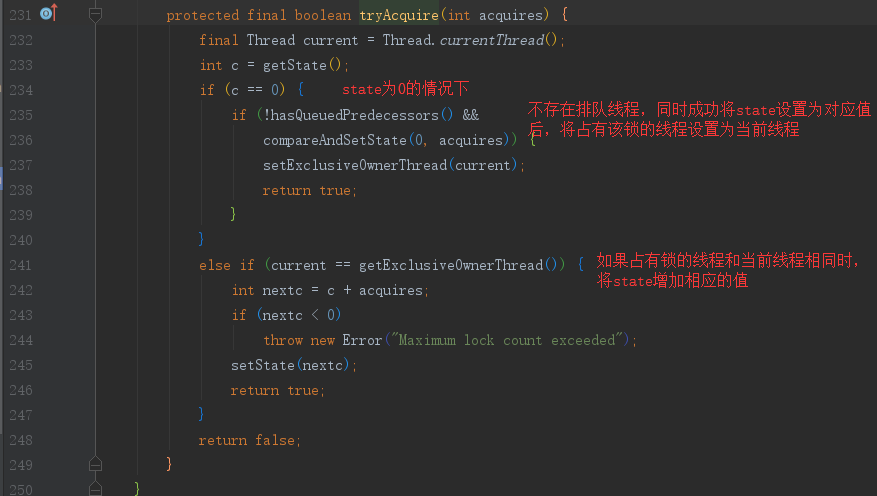 231 protected final boolean tryAcquire(int acquires) {
232 final Thread current = Thread.currentThread();
233 int c = getState();
234 if (c == 0) { state为0的情况下
235 if (!hasQueuedPredecessors() && 不存在排队线程，同时成功将state设置为对应值
236 compareAndSetState(0, acquires)) { 后，将占有该锁的线程设置为当前线程
237 setExclusiveOwnerThread(current);
238 return true;
239 }
240 }
241 else if (current == getExclusiveOwnerThread()) { 如果占有锁的线程和当前线程相同时，
242 int nextc = c + acquires; 将state增加相应的值
243 if (nextc < 0)
244 throw new Error("Maximum lock count exceeded");
245 setState(nextc);
246 return true;
247 }
248 return false;
249 }
250 }